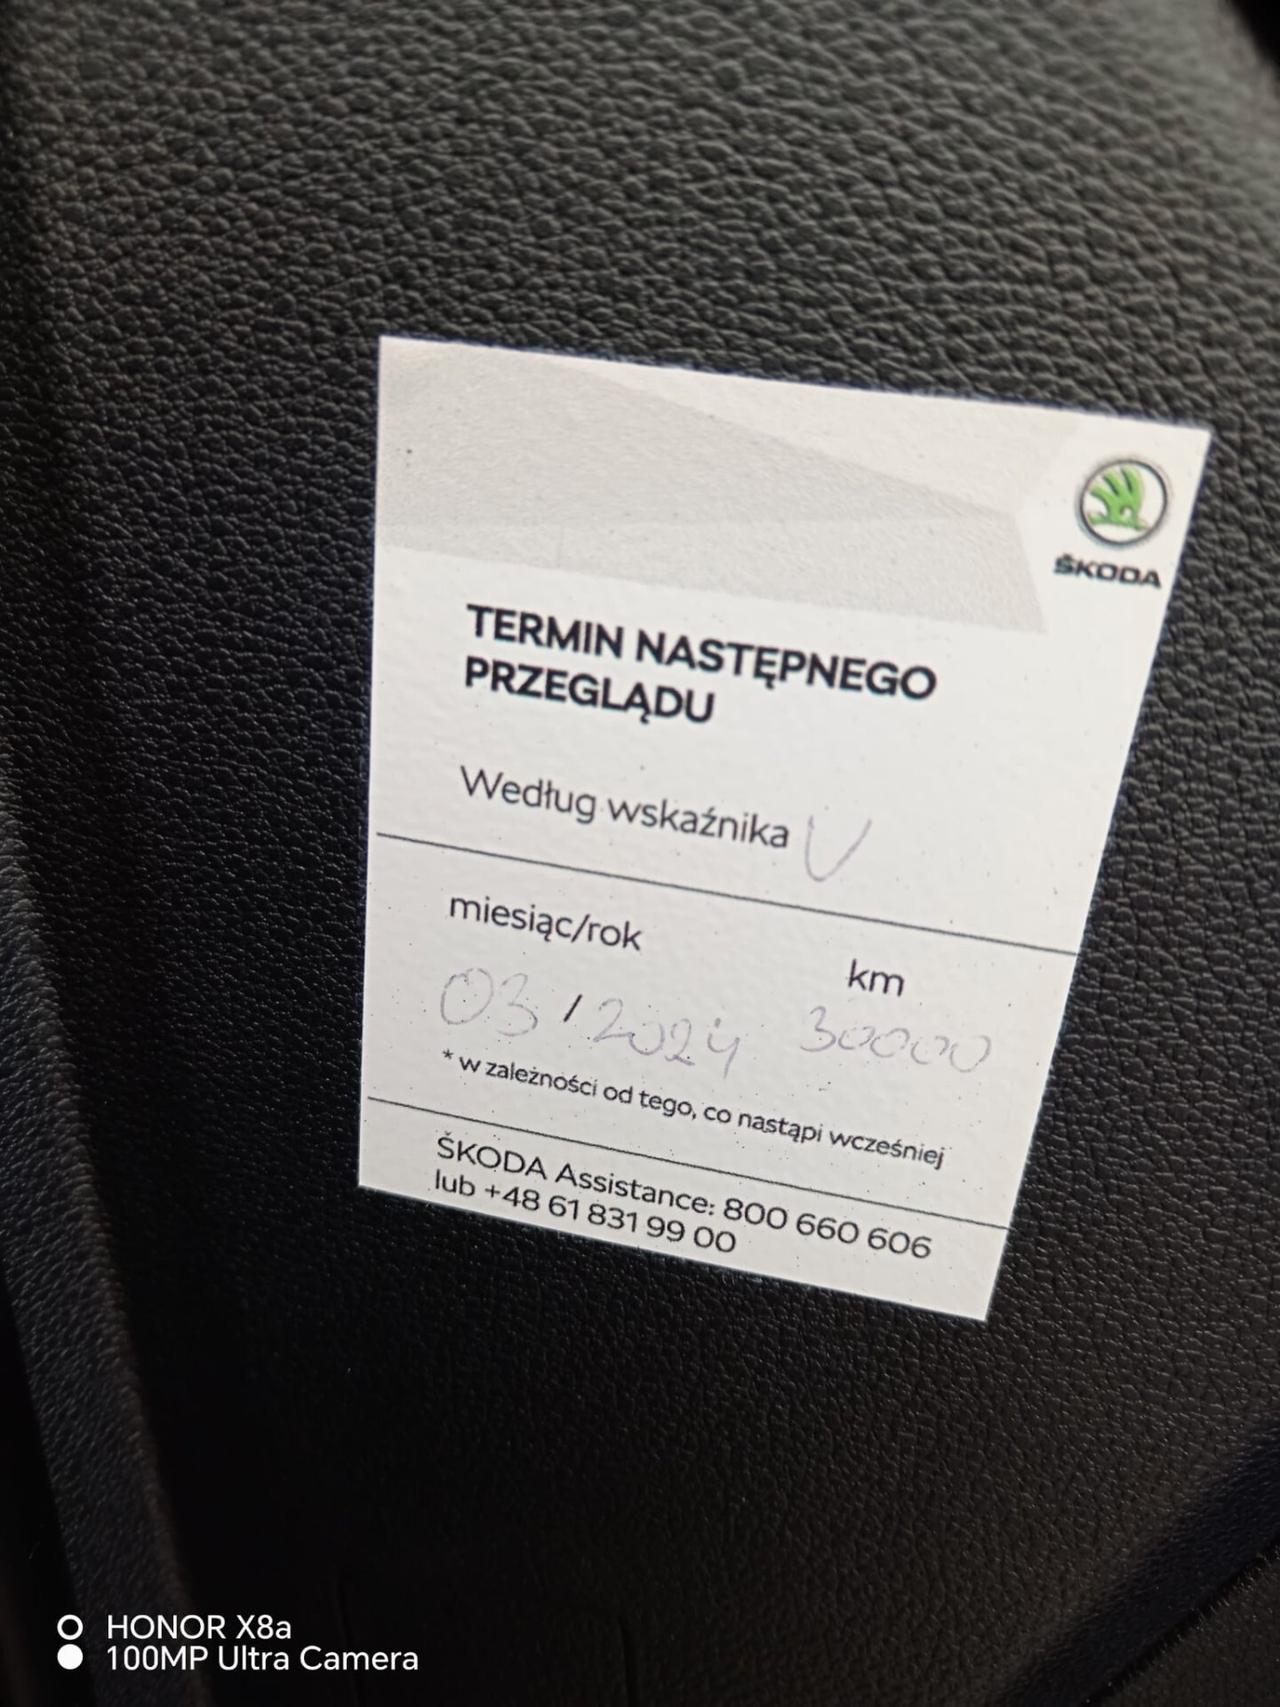 ŠKODA
TERMIN NASTĘPNEGO
PRZEGLĄDU
Według wskaźnika V
miesiąc/rok km
03 / 2024 30000
* w zależności od tego, co nastąpi wcześniej
ŠKODA Assistance: 800 660 606
lub +48 61 831 99 00
HONOR X8a
100MP Ultra Camera